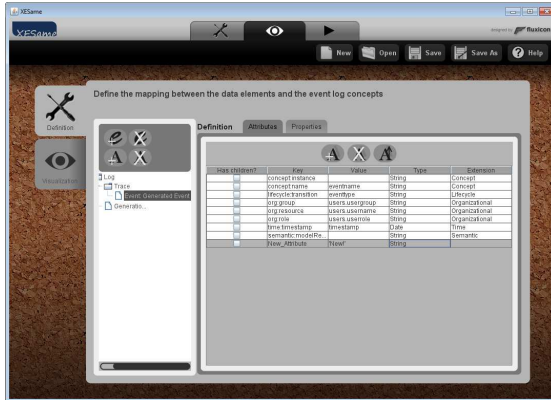 XESame
XESame
designed by fluxicon
New Open Save Save As Help
Define the mapping between the data elements and the event log concepts
Definition
Visualization
Log
Trace
Event: Generated Event
Generatio...
Definition Attributes Properties
Has children? Key Value Type Extension
concept:instance String Concept
concept:name eventname String Concept
lifecycle:transition eventtype String Lifecycle
org:group users.usergroup String Organizational
org:resource users.username String Organizational
org:role users.userrole String Organizational
time:timestamp timestamp Date Time
semantic:modelRe... String Semantic
New_Attribute 'New!' String